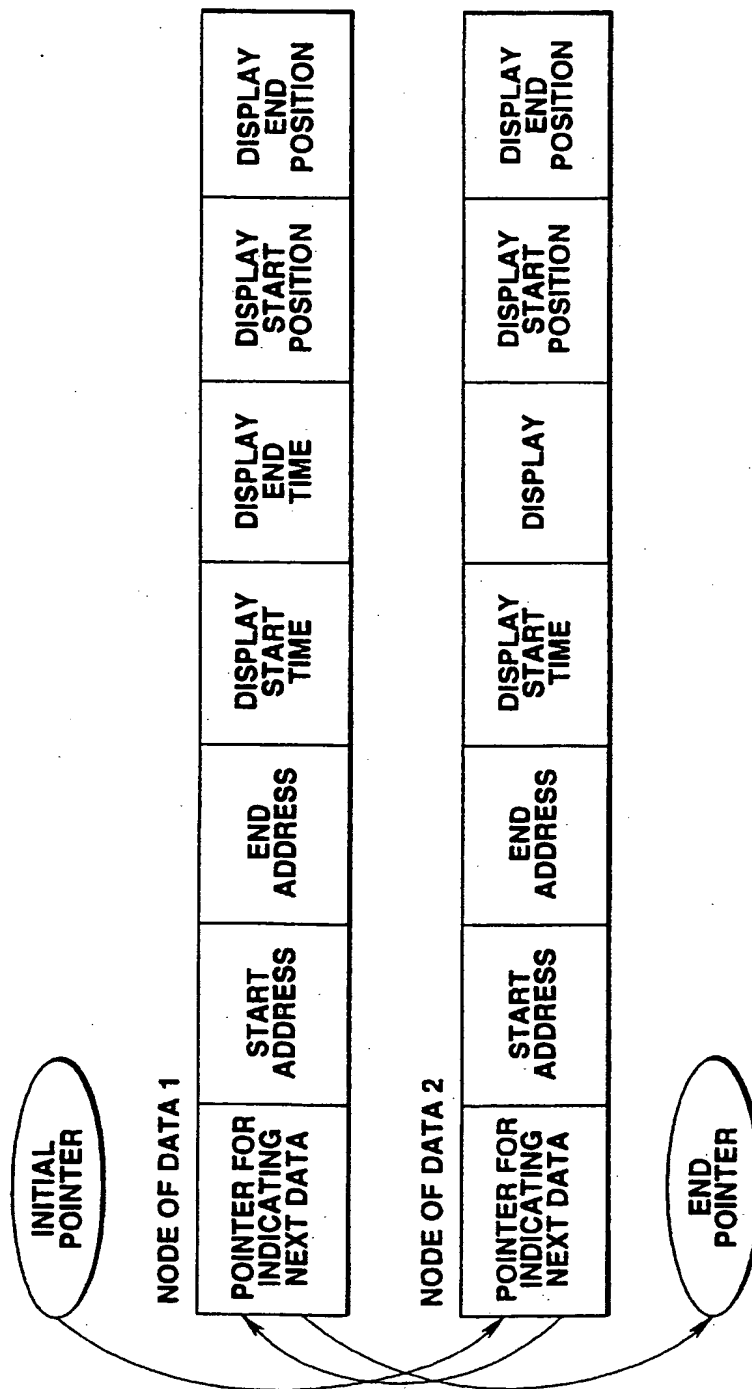 INITIAL
POINTER
NODE OF DATA 1
POINTER FOR
INDICATING
NEXT DATA
START
ADDRESS
END
ADDRESS
DISPLAY
START
TIME
DISPLAY
END
TIME
DISPLAY
START
POSITION
DISPLAY
END
POSITION
NODE OF DATA 2
POINTER FOR
INDICATING
NEXT DATA
START
ADDRESS
END
ADDRESS
DISPLAY
START
TIME
DISPLAY
DISPLAY
START
POSITION
DISPLAY
END
POSITION
END
POINTER